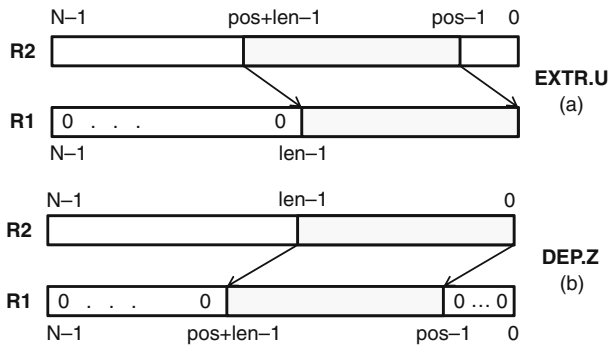 N–1 pos+len–1 pos–1 0
R2
EXTR.U
(a)
R1 0 . . . 0
N–1 len–1
N–1 len–1 0
R2
DEP.Z
(b)
R1 0 . . . 0 0 ... 0
N–1 pos+len–1 pos–1 0